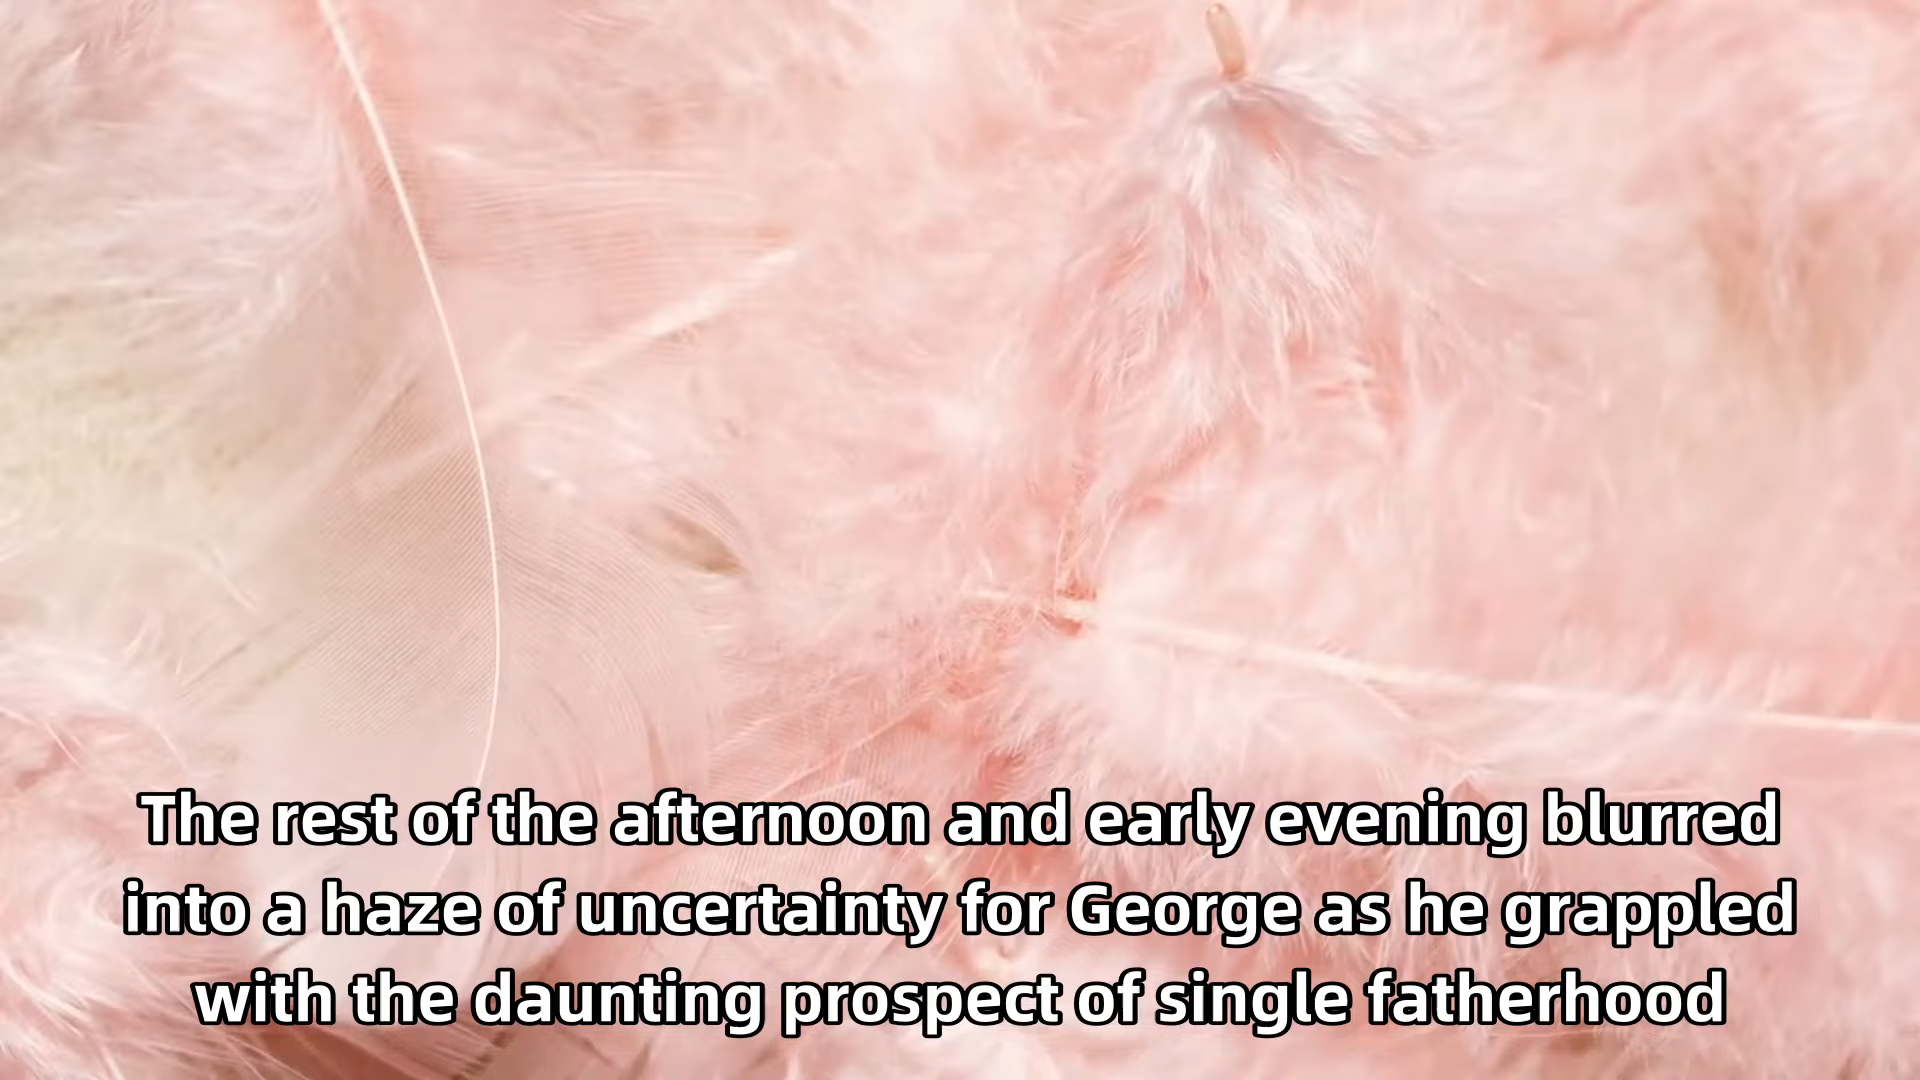 The rest of the afternoon and early evening blurred
into a haze of uncertainty for George as he grappled
with the daunting prospect of single fatherhood